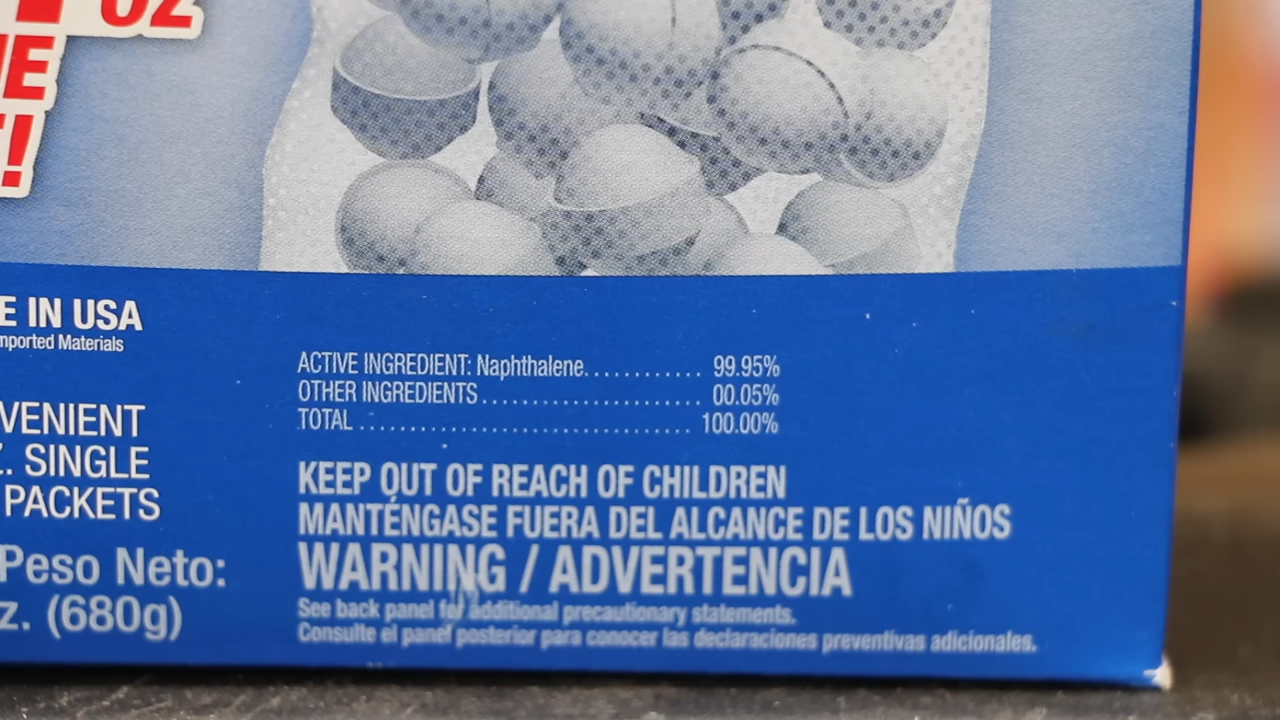 OZ
E IN USA
mported Materials
VENIENT
Z. SINGLE
PACKETS
Peso Neto:
z. (680g)
ACTIVE INGREDIENT: Naphthalene............ 99.95%
OTHER INGREDIENTS...................... 00.05%
TOTAL ................................. 100.00%
KEEP OUT OF REACH OF CHILDREN
MANTÉNGASE FUERA DEL ALCANCE DE LOS NIÑOS
WARNING / ADVERTENCIA
See back panel for additional precautionary statements.
Consulte el panel posterior para conocer las declaraciones preventivas adicionales.